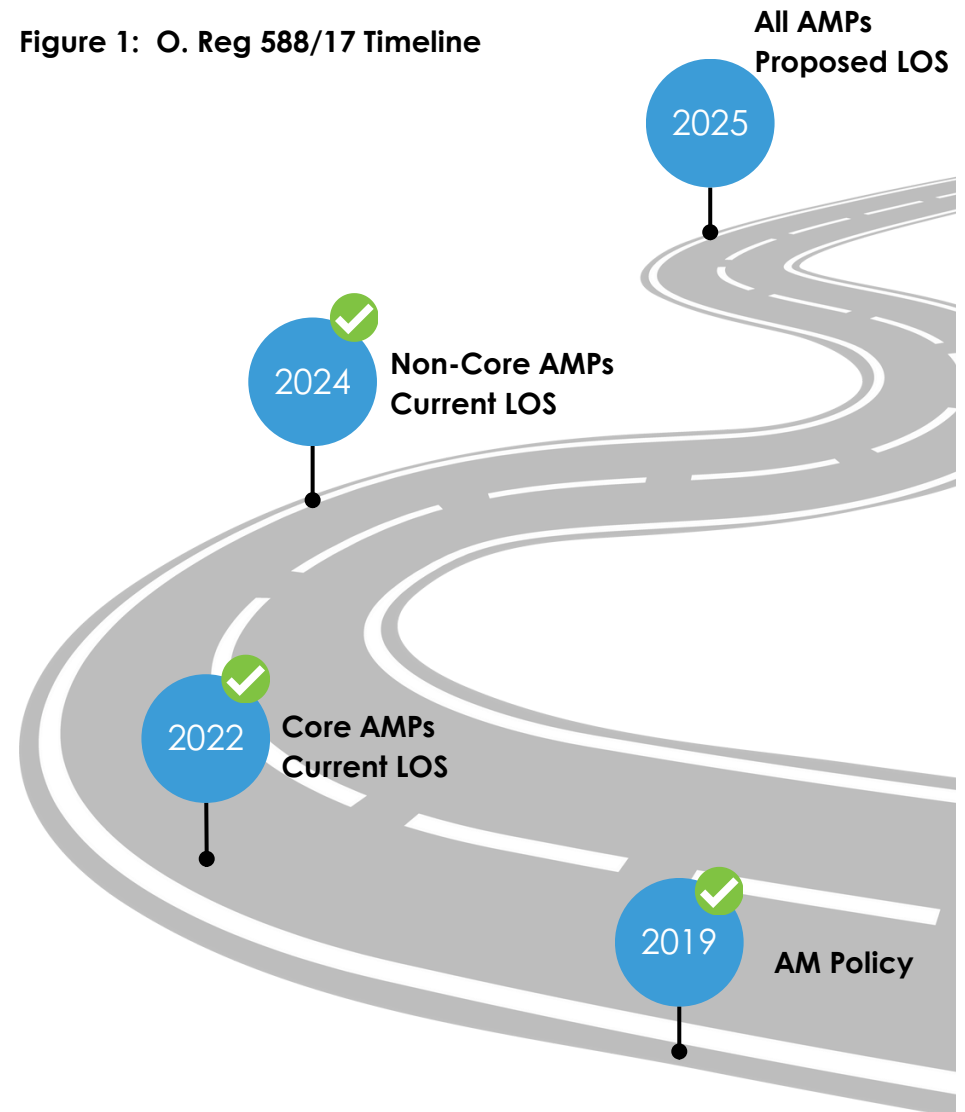 Figure 1: O. Reg 588/17 Timeline
All AMPs
Proposed LOS
2025
2024
Non-Core AMPs
Current LOS
2022
Core AMPs
Current LOS
2019
AM Policy